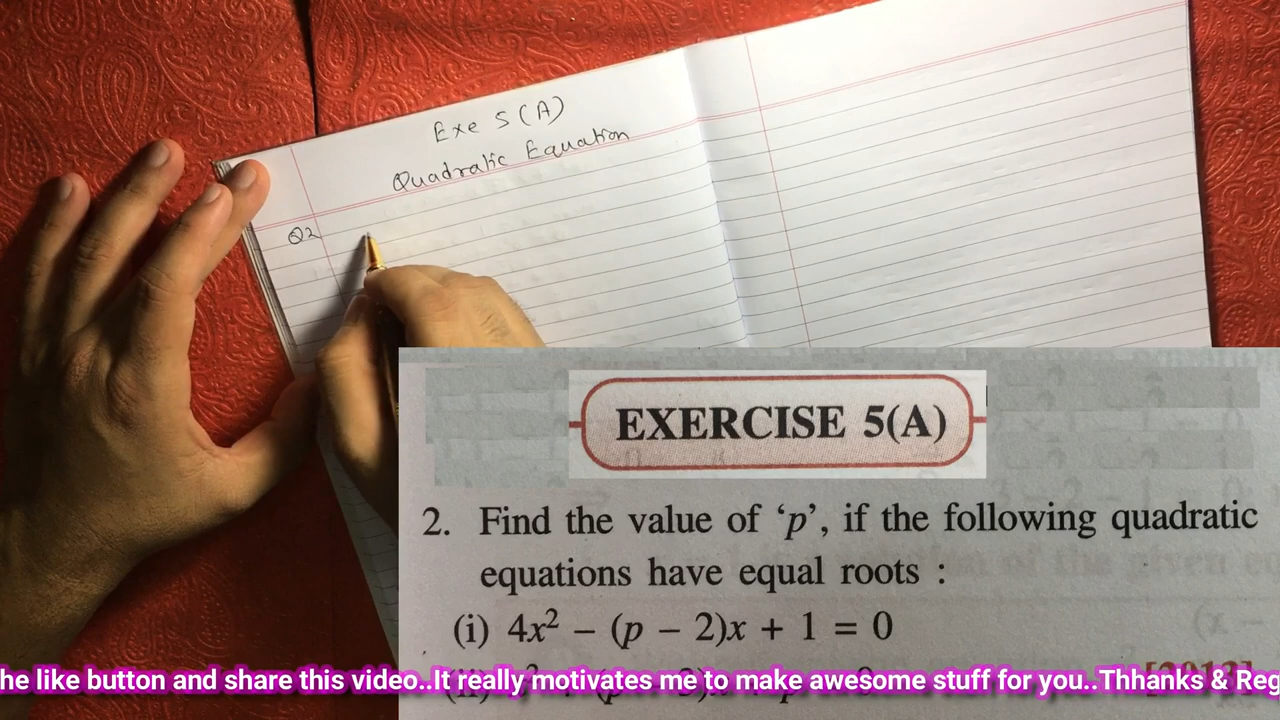 Exe 5(A)
Quadratic Equation
Q2
EXERCISE 5(A)
2. Find the value of ‘p’, if the following quadratic
equations have equal roots :
(i) 4x² – (p – 2)x + 1 = 0
he like button and share this video..It really motivates me to make awesome stuff for you..Thhanks & Reg